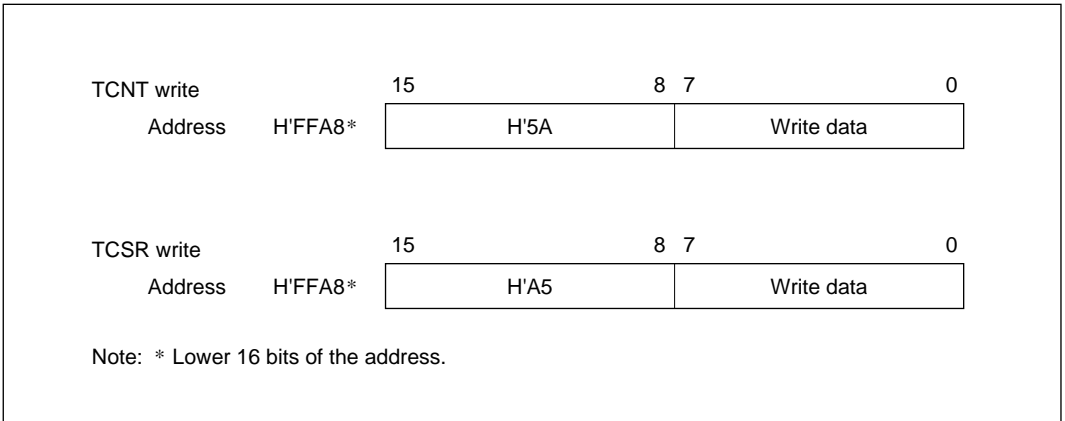 TCNT write 15 8 7 0
Address H'FFA8* H'5A Write data
TCSR write 15 8 7 0
Address H'FFA8* H'A5 Write data
Note: * Lower 16 bits of the address.